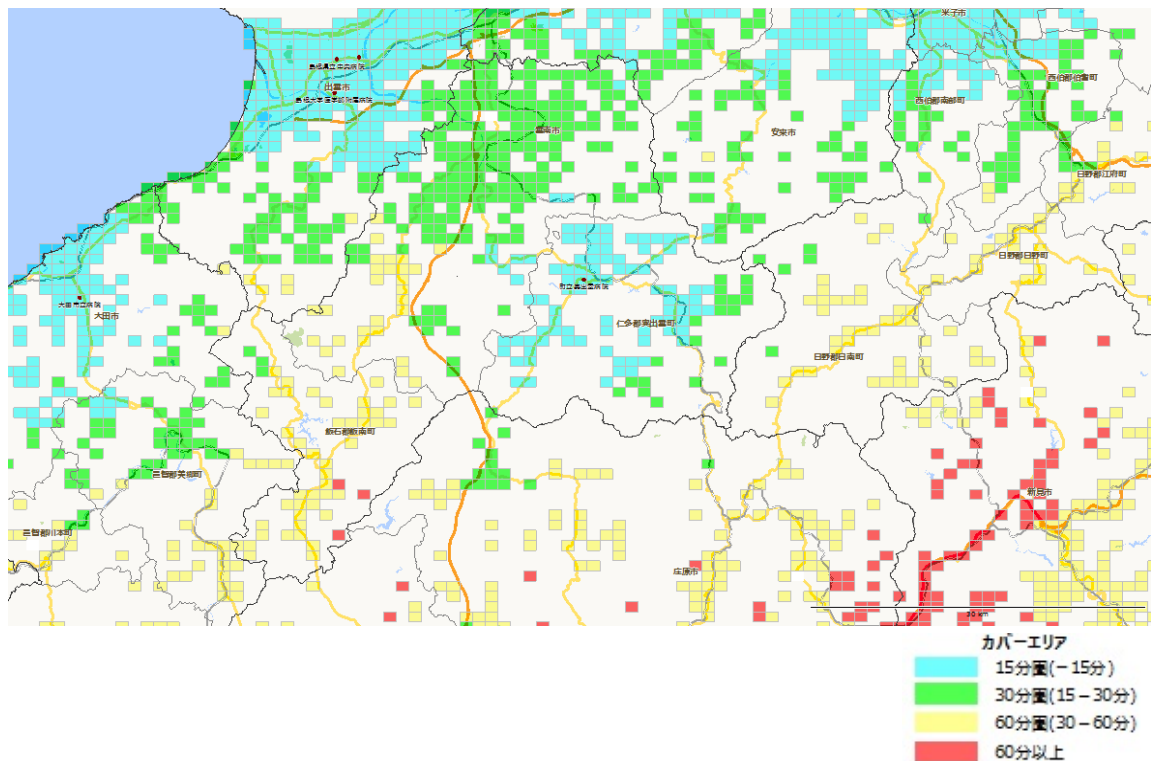 米子市
島根県立中央病院
出雲市
島根大学医学部附属病院
西伯郡伯耆町
西伯郡南部町
雲南市
安来市
日野郡江府町
日野郡日野町
町立奥出雲病院
大田市立病院
大田市
仁多郡奥出雲町
日野郡日南町
飯石郡飯南町
邑智郡美郷町
新見市
邑智郡川本町
庄原市
カバーエリア
15分圏(－15分)
30分圏(15－30分)
60分圏(30－60分)
60分以上